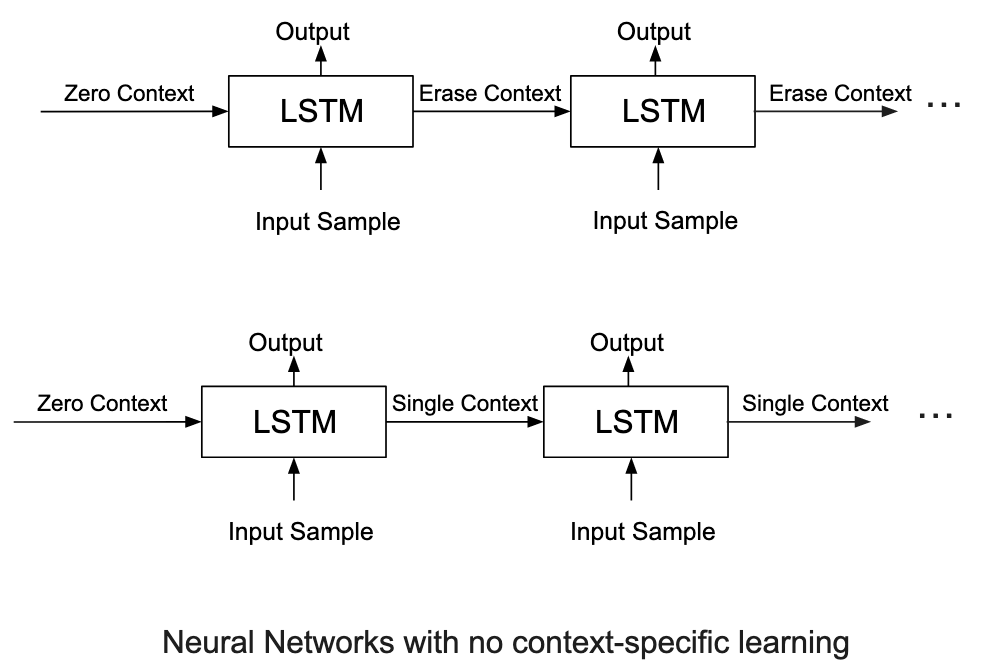 Output Output
Zero Context LSTM Erase Context LSTM Erase Context ...
Input Sample Input Sample
Output Output
Zero Context LSTM Single Context LSTM Single Context ...
Input Sample Input Sample
Neural Networks with no context-specific learning